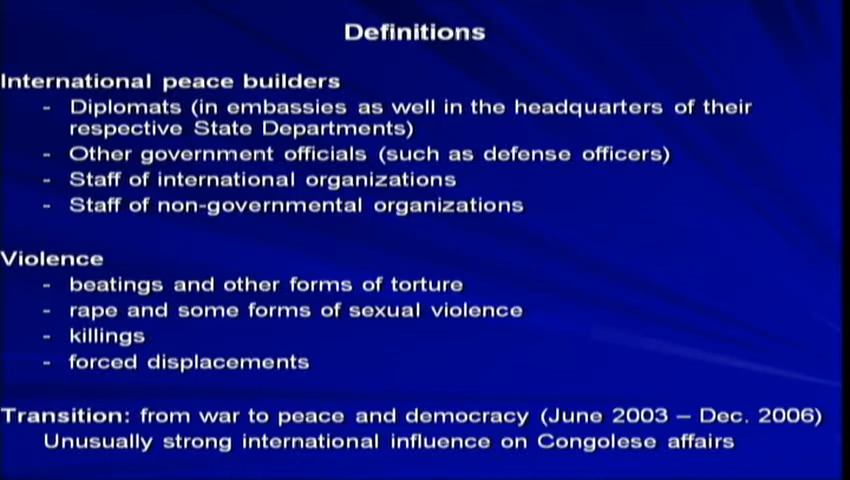 Definitions
International peace builders
- Diplomats (in embassies as well in the headquarters of their
respective State Departments)
- Other government officials (such as defense officers)
- Staff of international organizations
- Staff of non-governmental organizations
Violence
- beatings and other forms of torture
- rape and some forms of sexual violence
- killings
- forced displacements
Transition: from war to peace and democracy (June 2003 – Dec. 2006)
Unusually strong international influence on Congolese affairs